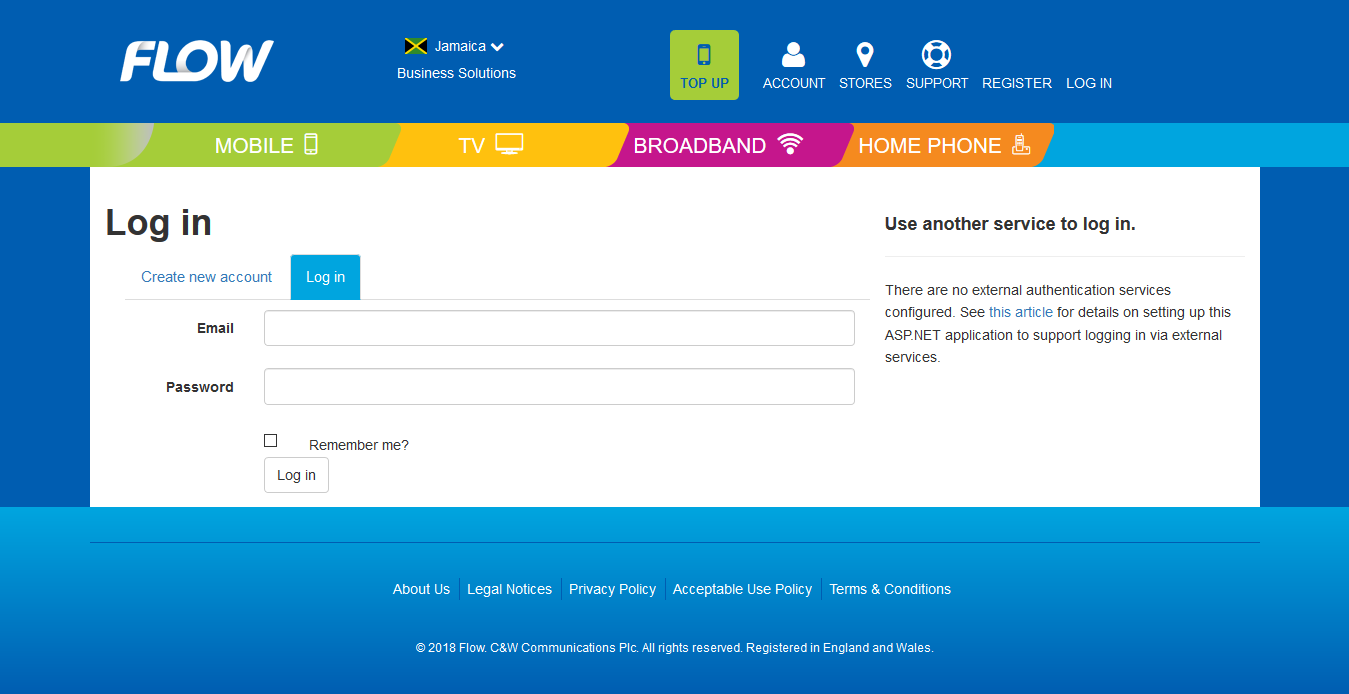 FLOW
Jamaica
Business Solutions
TOP UP
ACCOUNT
STORES
SUPPORT
REGISTER
LOG IN
MOBILE
TV
BROADBAND
HOME PHONE
Log in
Create new account
Log in
Email
Password
Remember me?
Log in
Use another service to log in.
There are no external authentication services
configured. See this article for details on setting up this
ASP.NET application to support logging in via external
services.
About Us
Legal Notices
Privacy Policy
Acceptable Use Policy
Terms & Conditions
© 2018 Flow. C&W Communications Plc. All rights reserved. Registered in England and Wales.